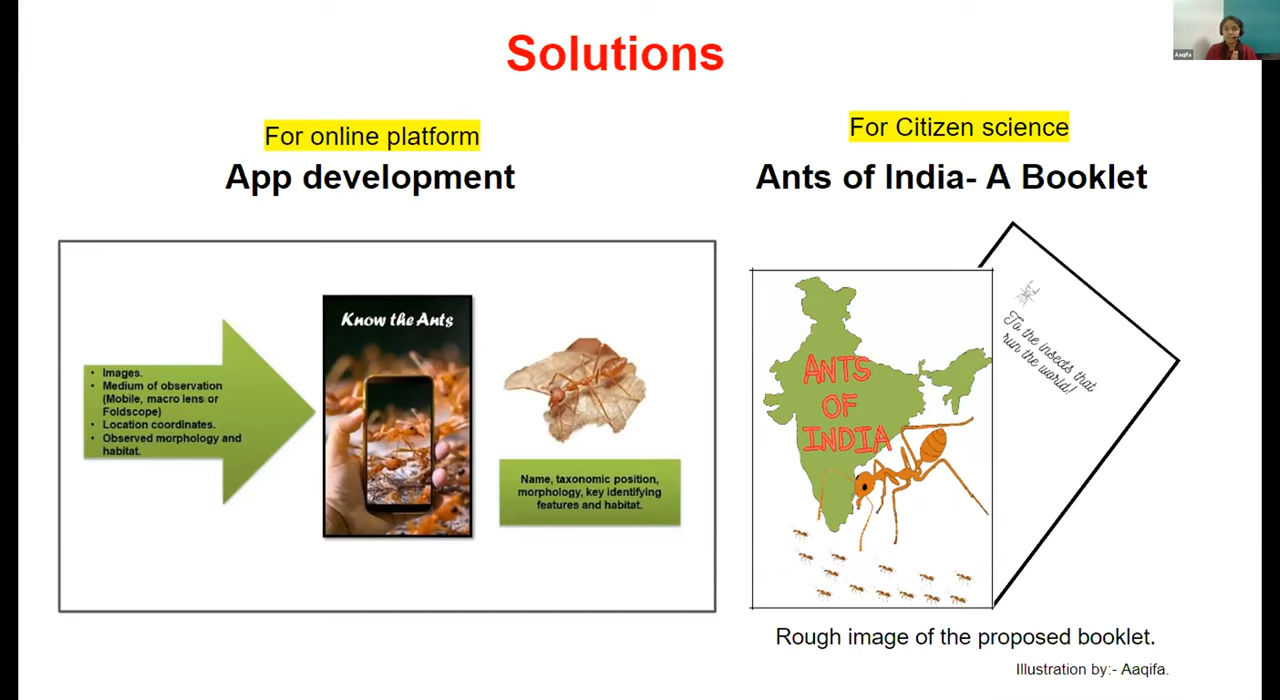 Solutions
For online platform
App development
• Images.
• Medium of observation
(Mobile, macro lens or
Foldscope)
• Location coordinates.
• Observed morphology and
habitat.
Know the Ants
Name, taxonomic position,
morphology, key identifying
features and habitat.
For Citizen science
Ants of India- A Booklet
ANTS
OF
INDIA
To the insects that
run the world!
Rough image of the proposed booklet.
Illustration by:- Aaqifa.
Aaqifa